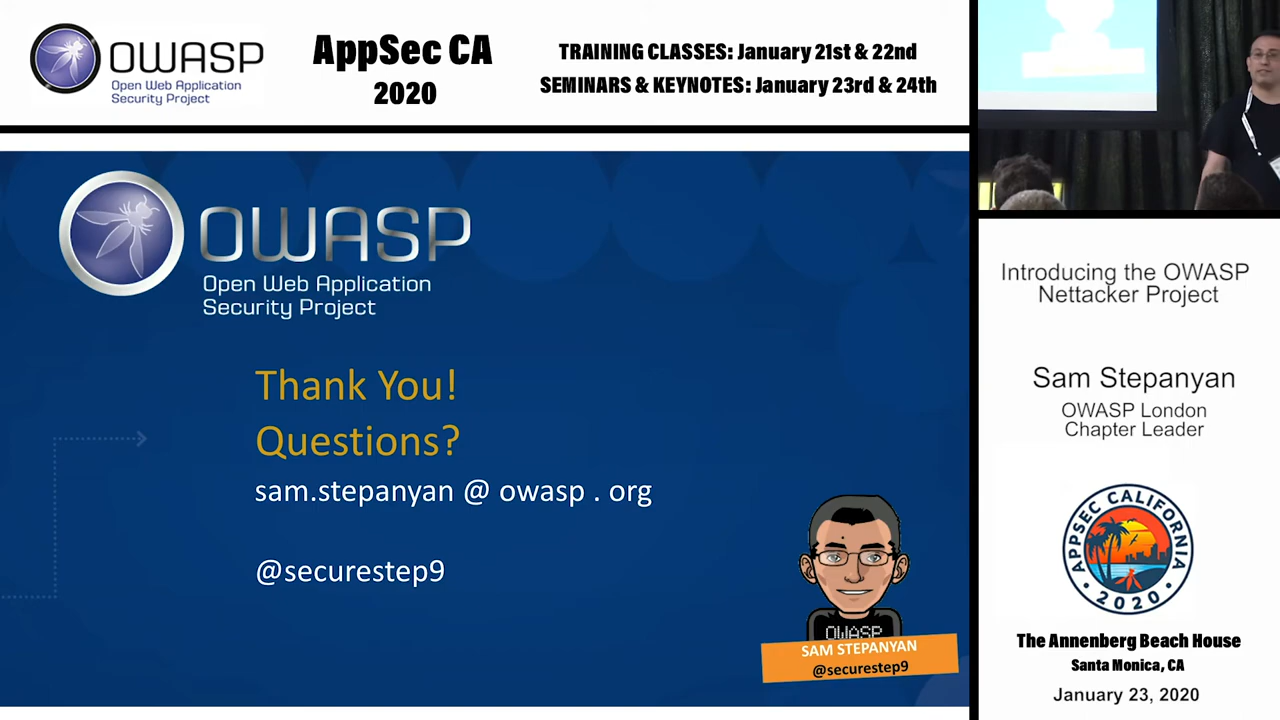 OWASP
Open Web Application
Security Project
AppSec CA
2020
TRAINING CLASSES: January 21st & 22nd
SEMINARS & KEYNOTES: January 23rd & 24th
OWASP
Open Web Application
Security Project
Thank You!
Questions?
sam.stepanyan @ owasp . org
@securestep9
OWASP
SAM STEPANYAN
@securestep9
Introducing the OWASP
Nettacker Project
Sam Stepanyan
OWASP London
Chapter Leader
APPSEC CALIFORNIA
• 2020 •
The Annenberg Beach House
Santa Monica, CA
January 23, 2020